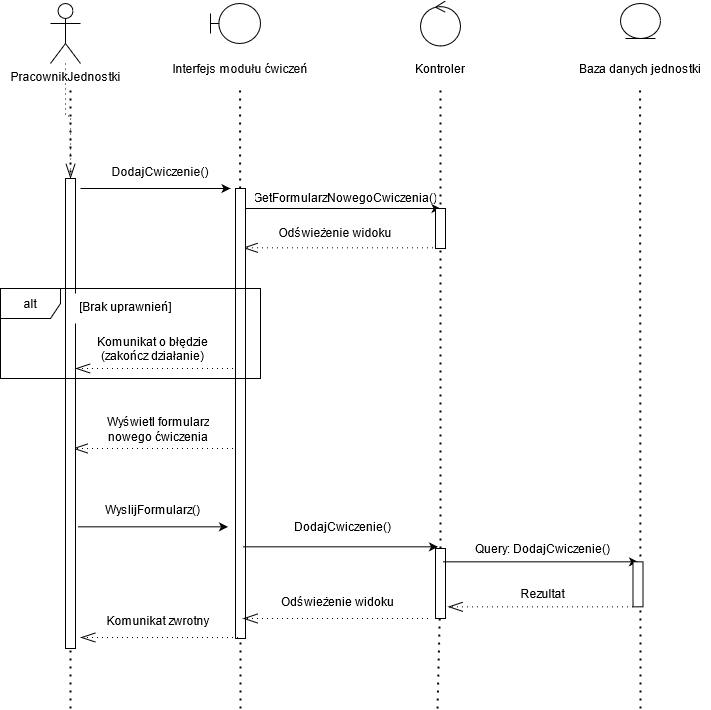 PracownikJednostki
Interfejs modułu ćwiczeń
Kontroler
Baza danych jednostki
DodajCwiczenie()
GetFormularzNowegoCwiczenia()
Odświeżenie widoku
alt
[Brak uprawnień]
Komunikat o błędzie
(zakończ działanie)
Wyświetl formularz
nowego ćwiczenia
WyslijFormularz()
DodajCwiczenie()
Query: DodajCwiczenie()
Rezultat
Odświeżenie widoku
Komunikat zwrotny